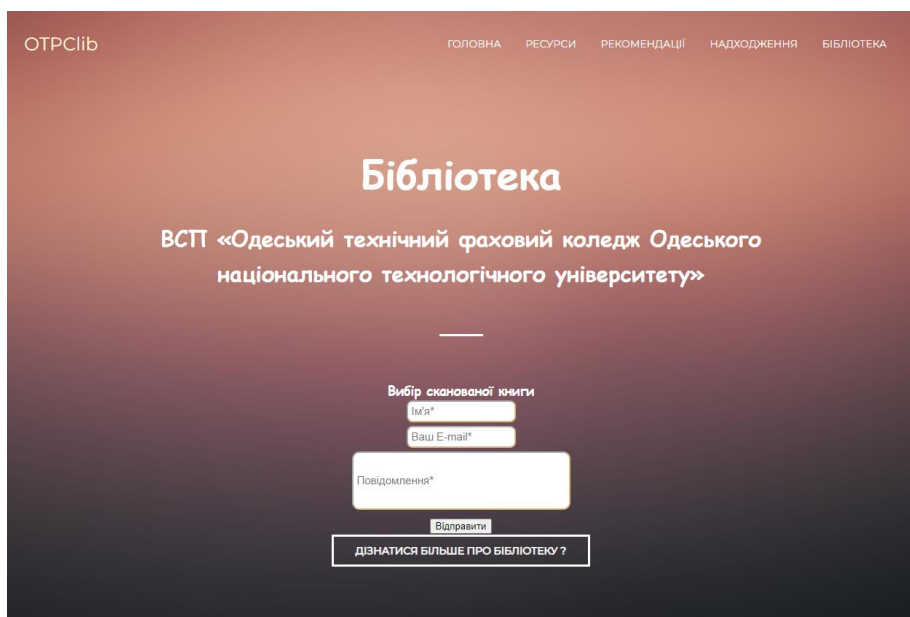 OTPClib
ГОЛОВНА РЕСУРСИ РЕКОМЕНДАЦІЇ НАДХОДЖЕННЯ БІБЛІОТЕКА
Бібліотека
ВСП «Одеський технічний фаховий коледж Одеського
національного технологічного університету»
Вибір сканованої книги
Ім'я*
Ваш E-mail*
Повідомлення*
Відправити
ДІЗНАТИСЯ БІЛЬШЕ ПРО БІБЛІОТЕКУ ?